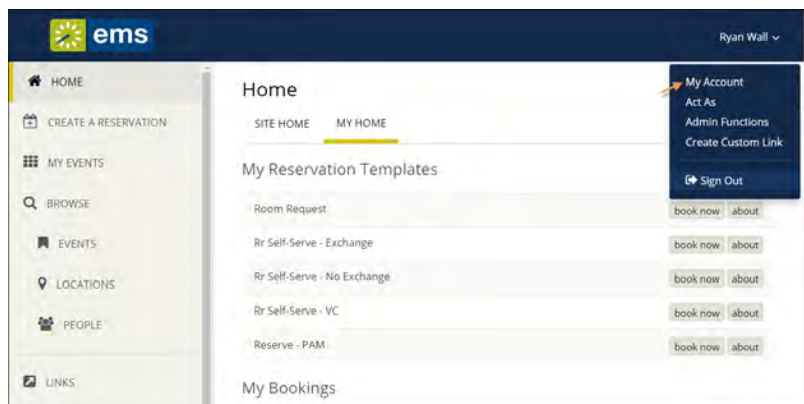 ems
Ryan Wall
HOME
CREATE A RESERVATION
MY EVENTS
BROWSE
EVENTS
LOCATIONS
PEOPLE
LINKS
Home
SITE HOME MY HOME
My Reservation Templates
Room Request book now about
Rr Self-Serve - Exchange book now about
Rr Self-Serve - No Exchange book now about
Rr Self-Serve - VC book now about
Reserve - PAM book now about
My Bookings
My Account
Act As
Admin Functions
Create Custom Link
Sign Out